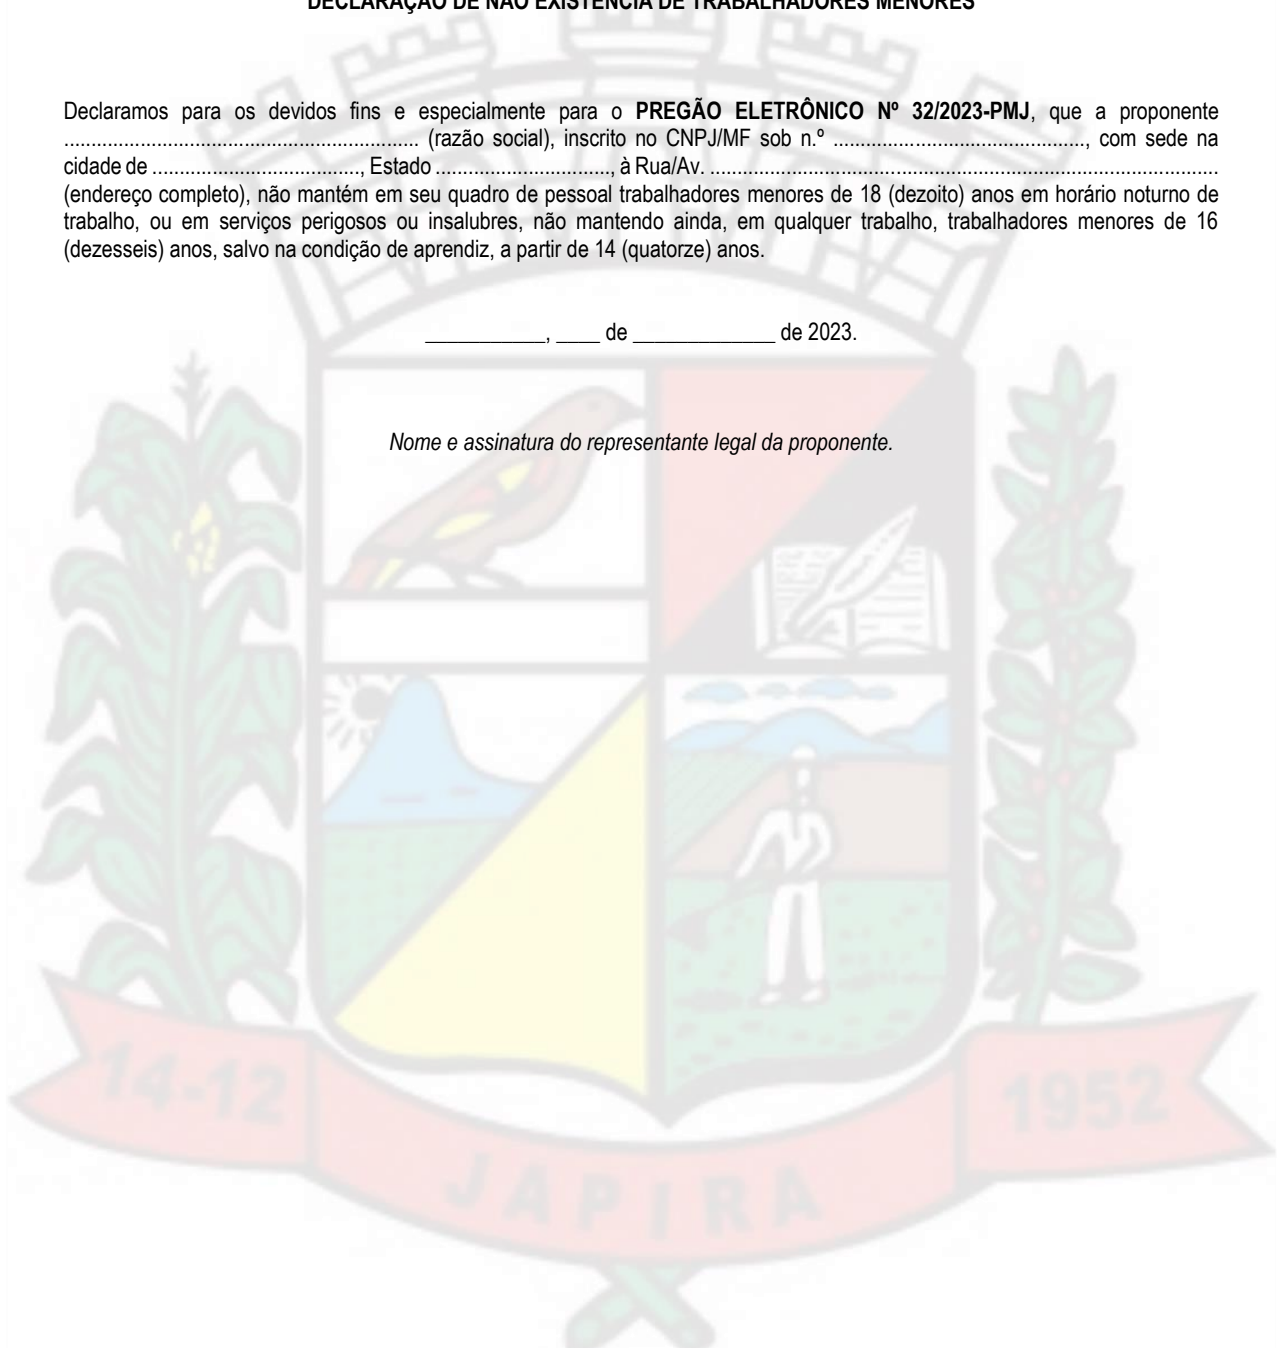 DECLARAÇÃO DE NÃO EXISTÊNCIA DE TRABALHADORES MENORES
Declaramos para os devidos fins e especialmente para o PREGÃO ELETRÔNICO Nº 32/2023-PMJ, que a proponente
................................................................. (razão social), inscrito no CNPJ/MF sob n.º .............................................., com sede na
cidade de ......................................, Estado ................................, à Rua/Av. .............................................................................................
(endereço completo), não mantém em seu quadro de pessoal trabalhadores menores de 18 (dezoito) anos em horário noturno de
trabalho, ou em serviços perigosos ou insalubres, não mantendo ainda, em qualquer trabalho, trabalhadores menores de 16
(dezesseis) anos, salvo na condição de aprendiz, a partir de 14 (quatorze) anos.
___________, ____ de _____________ de 2023.
Nome e assinatura do representante legal da proponente.
14-12
1952
JAPIRA